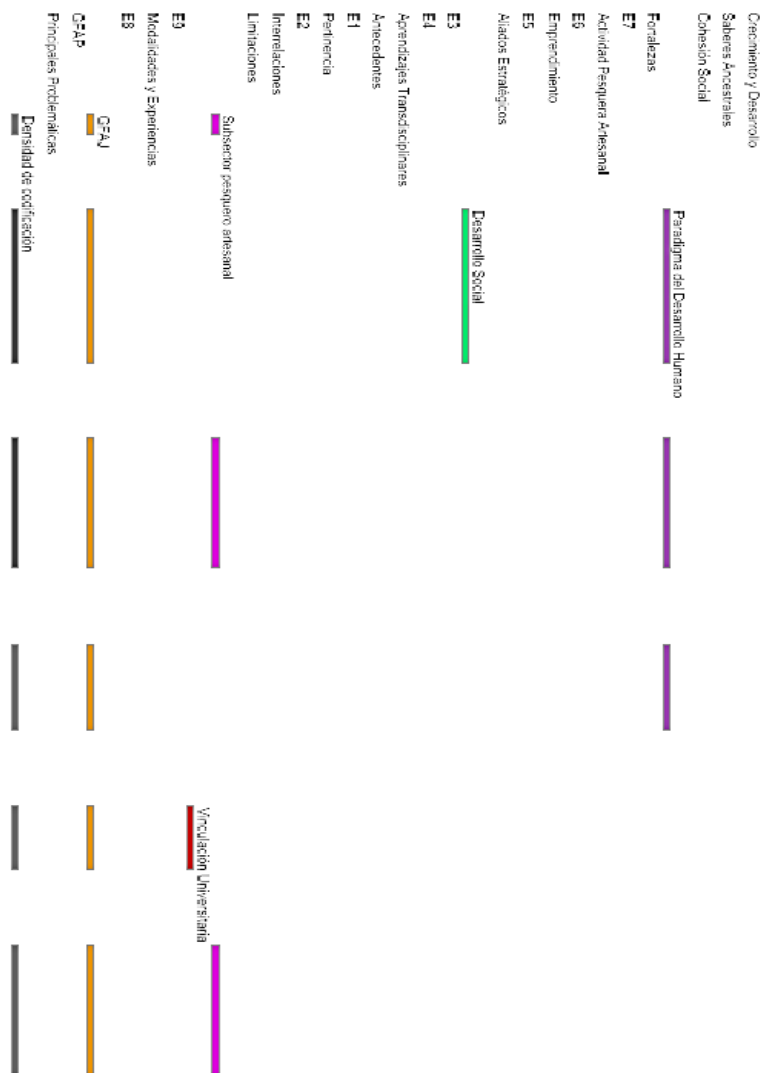 Crecimiento y Desarrollo
Saberes Ancestrales
Cohesión Social
Paradigma del Desarrollo Humano
Fortalezas
E7
Actividad Pesquera Artesanal
E6
Emprendimiento
E5
Aliados Estratégicos
Desarrollo Social
E3
E4
Aprendizajes Transdisciplinares
Antecedentes
E1
Pertinencia
E2
Interrelaciones
Limitaciones
Subsector pesquero artesanal
Vinculación Universitaria
E9
Modalidades y Experiencias
E8
GFAJ
GFAP
Principales Problemáticas
Densidad de codificación